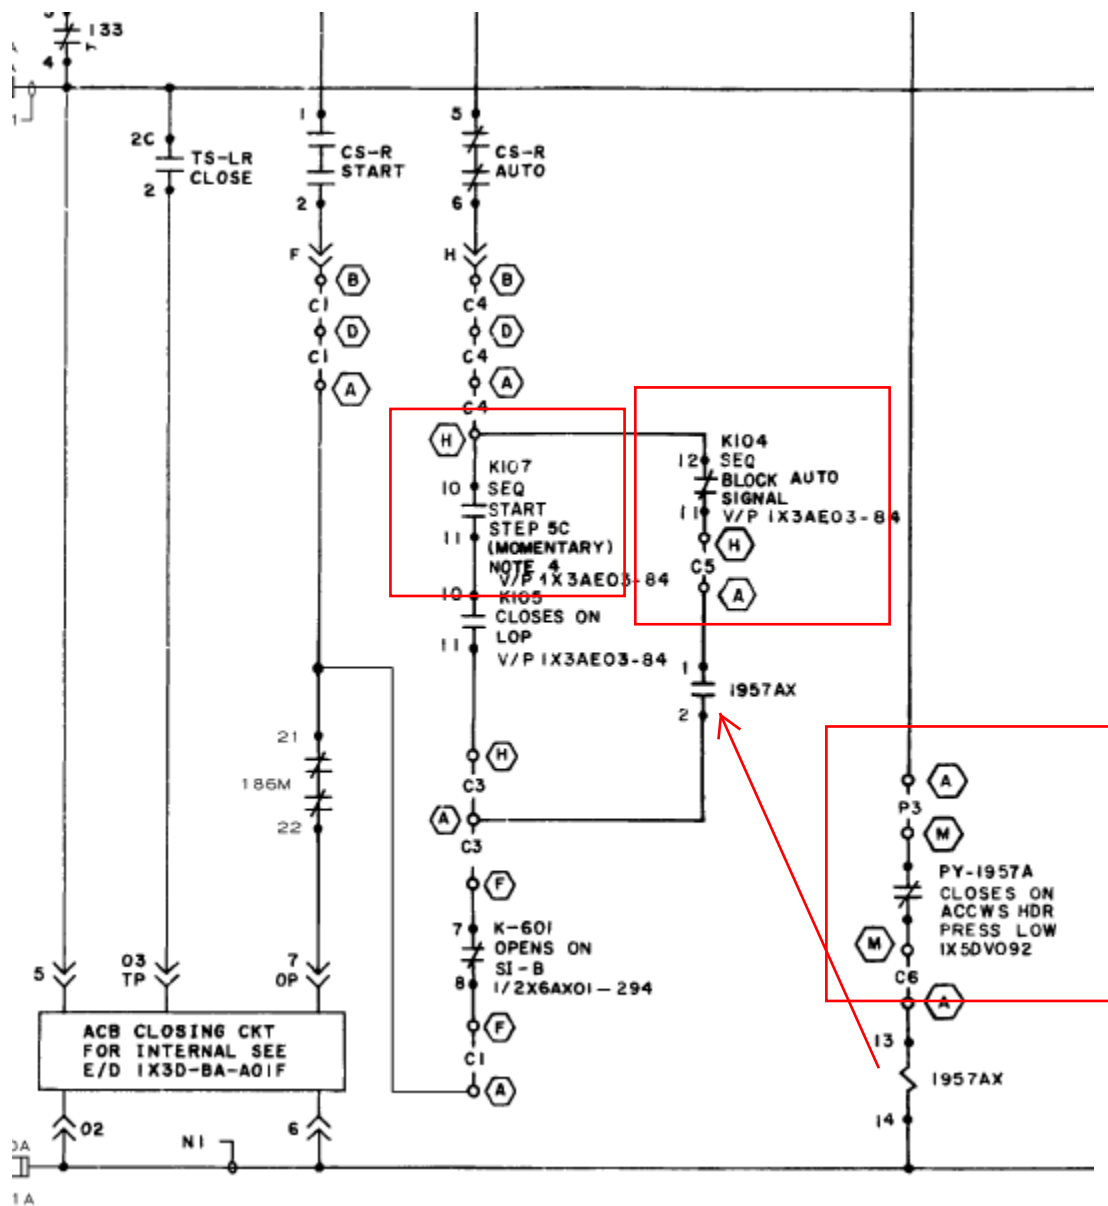 133
4
1
2C
TS-LR
CLOSE
2
1
CS-R
START
2
5
CS-R
AUTO
6
F
B
C1
D
C1
A
H
B
C4
D
C4
A
C4
H
K107
10 SEQ
START
11 STEP 5C
(MOMENTARY)
NOTE 4
V/P 1X3AE03-84
K104
12 SEQ
BLOCK AUTO
SIGNAL
11 V/P 1X3AE03-84
H
C5
A
10 K105
CLOSES ON
LOP
11
V/P 1X3AE03-84
1
1957AX
2
21
186M
22
H
C3
A
C3
F
7 K-601
OPENS ON
SI-B
8 1/2X6AX01-294
F
C1
A
A
P3
M
PY-1957A
CLOSES ON
ACCWS HDR
PRESS LOW
1X5DV092
M
C6
A
13
1957AX
14
5
03
TP
7
OP
ACB CLOSING CKT
FOR INTERNAL SEE
E/D 1X3D-BA-A01F
02
6
N1
1A